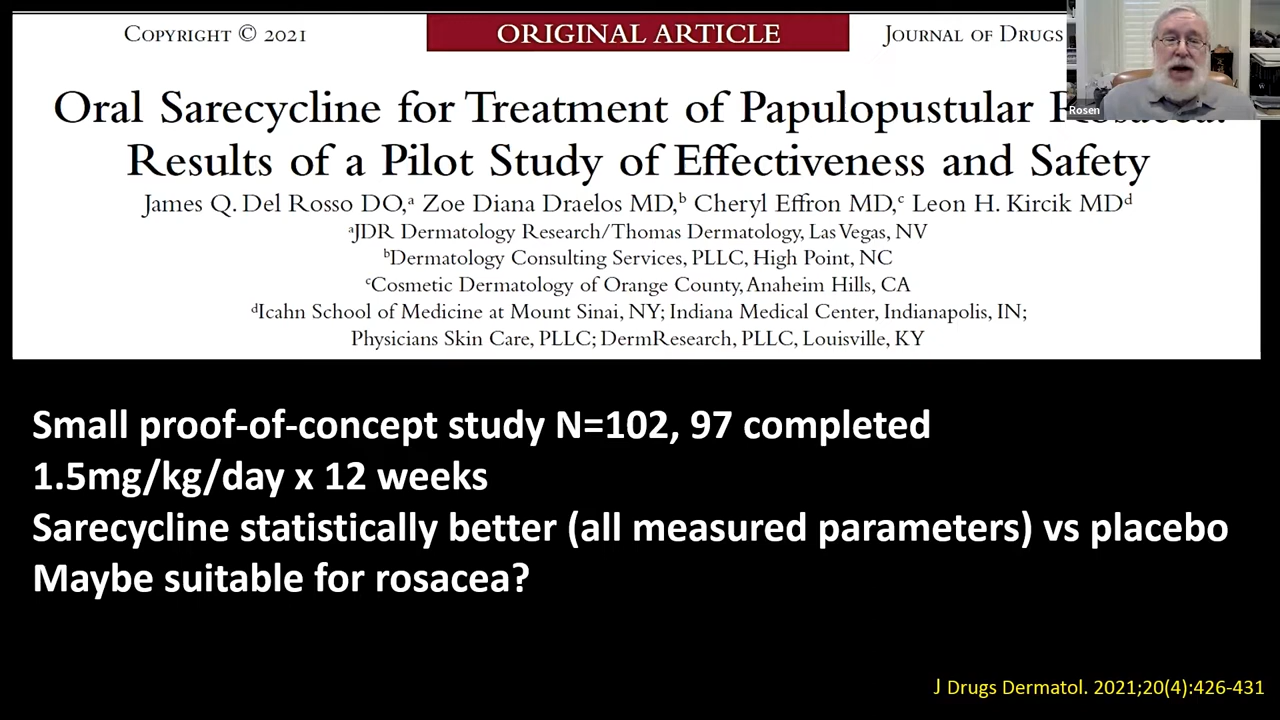 COPYRIGHT © 2021
ORIGINAL ARTICLE
JOURNAL OF DRUGS
Rosen
Oral Sarecycline for Treatment of Papulopustular
Results of a Pilot Study of Effectiveness and Safety
James Q. Del Rosso DO,ᵃ Zoe Diana Draelos MD,ᵇ Cheryl Effron MD,ᶜ Leon H. Kircik MDᵈ
ᵃJDR Dermatology Research/Thomas Dermatology, Las Vegas, NV
ᵇDermatology Consulting Services, PLLC, High Point, NC
ᶜCosmetic Dermatology of Orange County, Anaheim Hills, CA
ᵈIcahn School of Medicine at Mount Sinai, NY; Indiana Medical Center, Indianapolis, IN;
Physicians Skin Care, PLLC; DermResearch, PLLC, Louisville, KY
Small proof-of-concept study N=102, 97 completed
1.5mg/kg/day x 12 weeks
Sarecycline statistically better (all measured parameters) vs placebo
Maybe suitable for rosacea?
J Drugs Dermatol. 2021;20(4):426-431